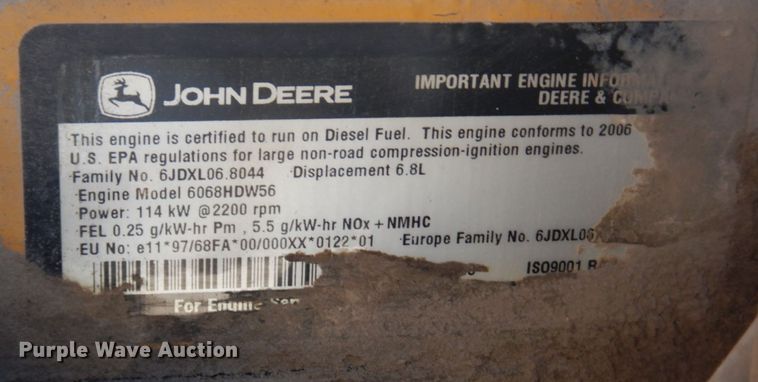 JOHN DEERE
IMPORTANT ENGINE
DEERE &
This engine is certified to run on Diesel Fuel. This engine conforms to 2006
U.S. EPA regulations for large non-road compression-ignition engines.
Family No. 6JDXL06.8044 Displacement 6.8L
Engine Model 6068HDW56
Power: 114 kW @2200 rpm
FEL 0.25 g/kW-hr Pm , 5.5 g/kW-hr NOx + NMHC
EU No: e11*97/68FA*00/000XX*0122*01 Europe Family No. 6JDXL06
ISO9001
For Engine
Purple Wave Auction